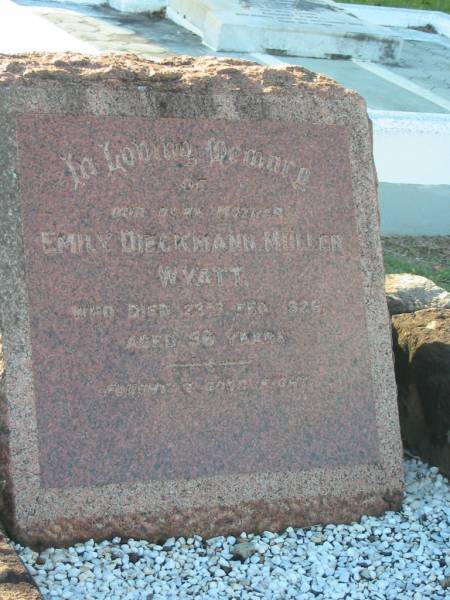 In Loving Memory
OF
OUR DEAR MOTHER
EMILY DIECKMANN MULLER
WYATT.
WHO DIED 23RD FEB. 1926
AGED 56 YEARS
FOUGHT A GOOD FIGHT